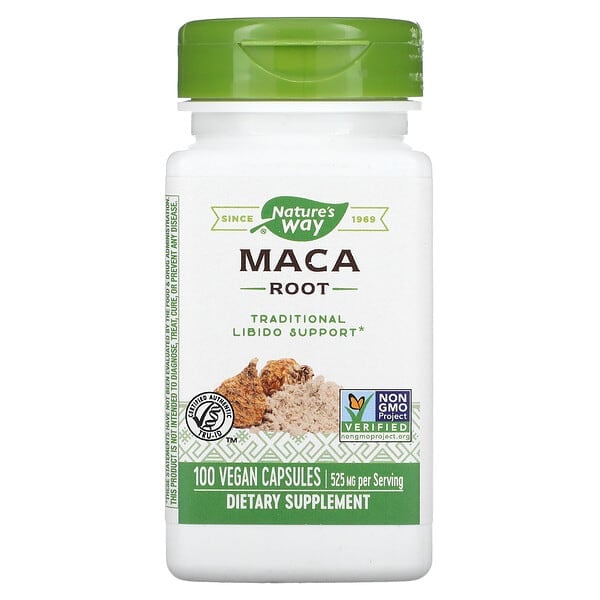 SINCE Nature's Way® 1969
MACA
ROOT
TRADITIONAL
LIBIDO SUPPORT*
CERTIFIED AUTHENTIC
TRU-ID
™
NON
GMO
Project
VERIFIED
nongmoproject.org
100 VEGAN CAPSULES | 525 MG per Serving
DIETARY SUPPLEMENT
*THESE STATEMENTS HAVE NOT BEEN EVALUATED BY THE FOOD & DRUG ADMINISTRATION.
THIS PRODUCT IS NOT INTENDED TO DIAGNOSE, TREAT, CURE, OR PREVENT ANY DISEASE.